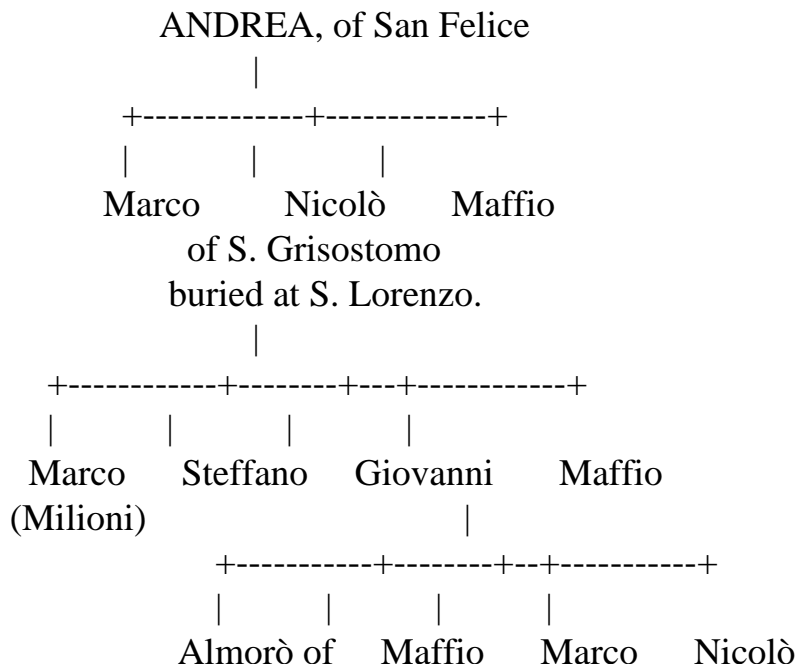 ANDREA, of San Felice
|
+-------------+-------------+
| | |
Marco Nicolò Maffio
of S. Grisostomo
buried at S. Lorenzo.
|
+------------+--------+---+------------+
| | | |
Marco Steffano Giovanni Maffio
(Milioni) |
+-----------+--------+--+-----------+
| | | |
Almorò of Maffio Marco Nicolò